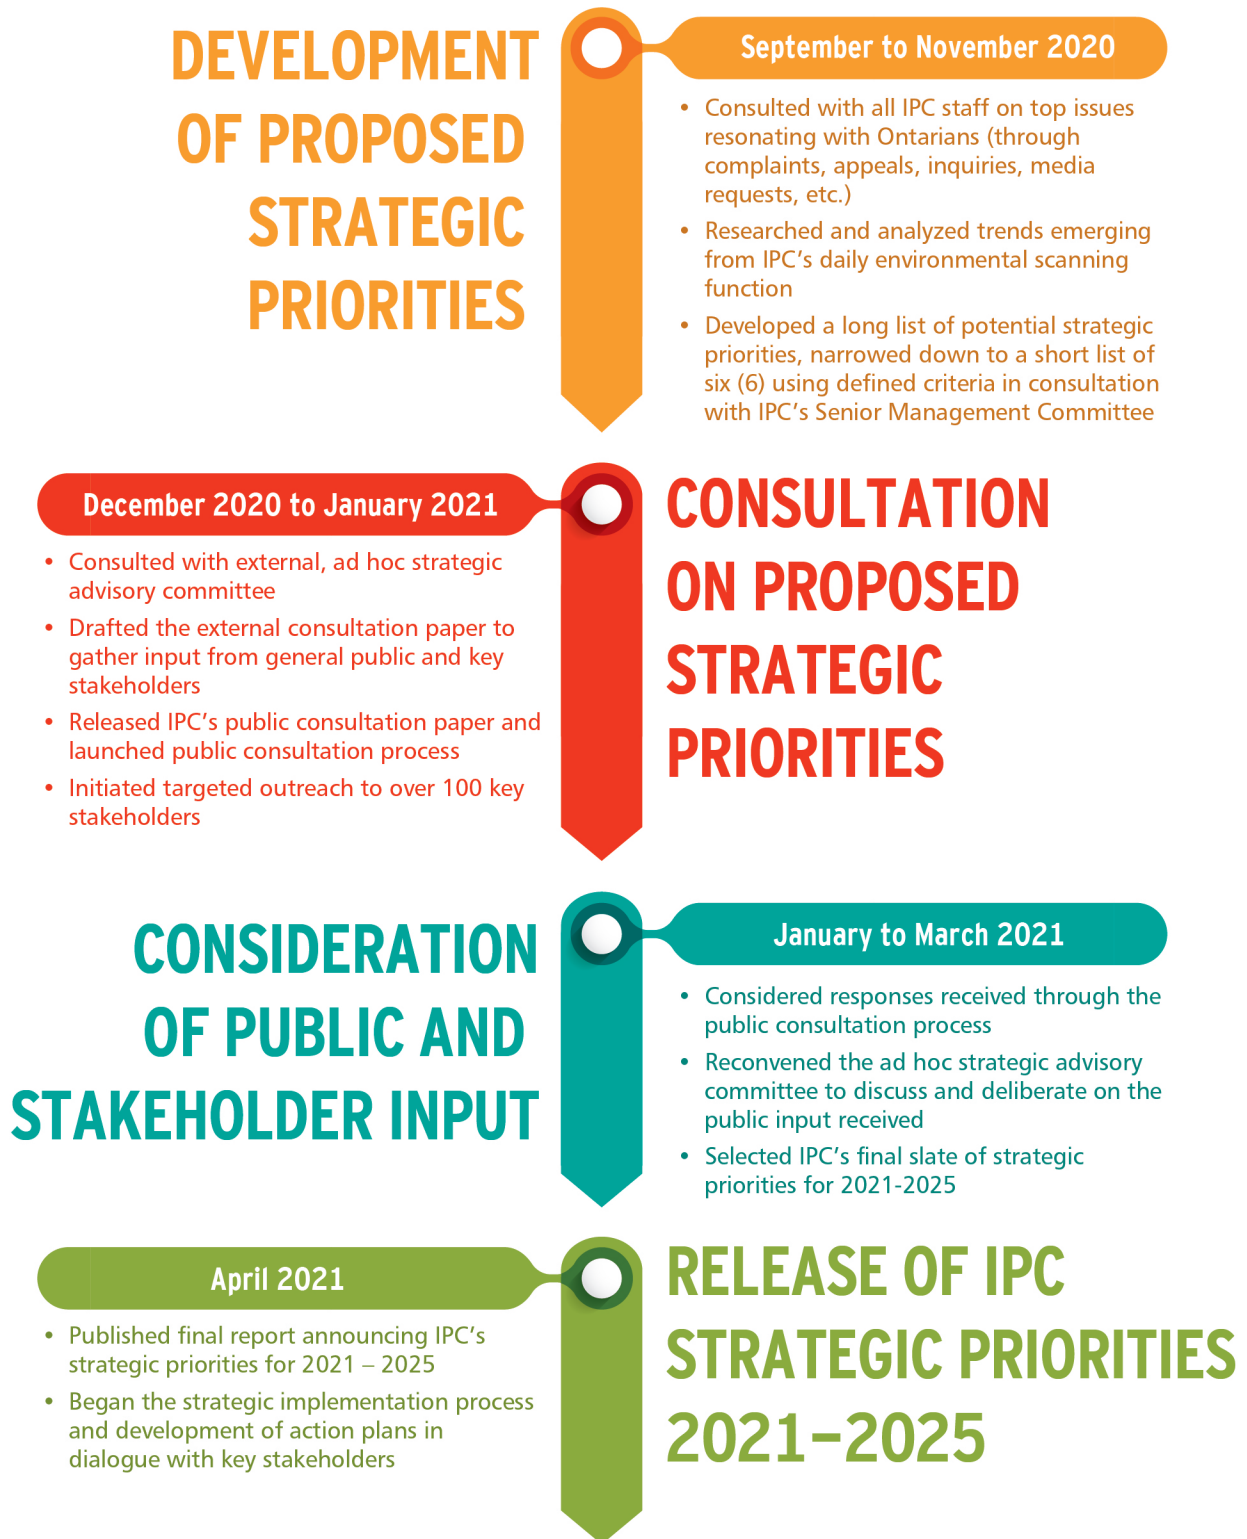 DEVELOPMENT
OF PROPOSED
STRATEGIC
PRIORITIES
September to November 2020
• Consulted with all IPC staff on top issues
resonating with Ontarians (through
complaints, appeals, inquiries, media
requests, etc.)
• Researched and analyzed trends emerging
from IPC’s daily environmental scanning
function
• Developed a long list of potential strategic
priorities, narrowed down to a short list of
six (6) using defined criteria in consultation
with IPC’s Senior Management Committee
December 2020 to January 2021
• Consulted with external, ad hoc strategic
advisory committee
• Drafted the external consultation paper to
gather input from general public and key
stakeholders
• Released IPC’s public consultation paper and
launched public consultation process
• Initiated targeted outreach to over 100 key
stakeholders
CONSULTATION
ON PROPOSED
STRATEGIC
PRIORITIES
CONSIDERATION
OF PUBLIC AND
STAKEHOLDER INPUT
January to March 2021
• Considered responses received through the
public consultation process
• Reconvened the ad hoc strategic advisory
committee to discuss and deliberate on the
public input received
• Selected IPC’s final slate of strategic
priorities for 2021-2025
April 2021
• Published final report announcing IPC’s
strategic priorities for 2021 – 2025
• Began the strategic implementation process
and development of action plans in
dialogue with key stakeholders
RELEASE OF IPC
STRATEGIC PRIORITIES
2021–2025